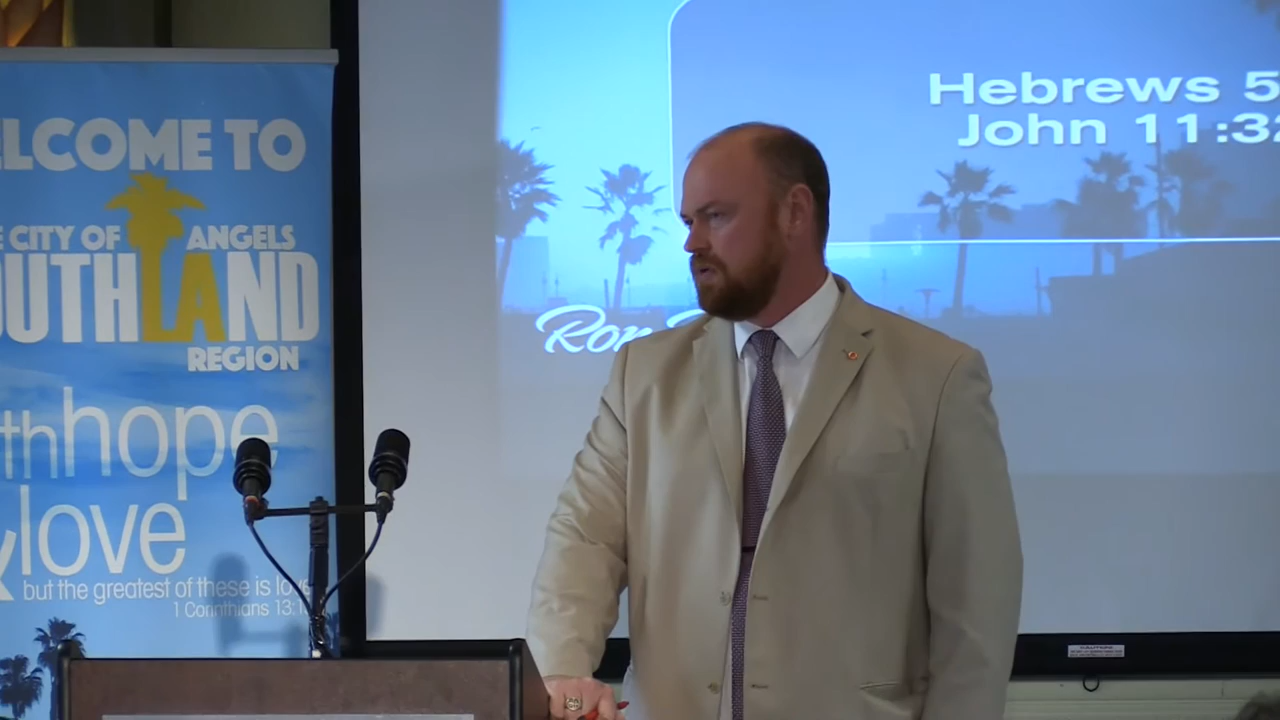 ELCOME TO
E CITY OF ANGELS
OUTHLAND
REGION
th hope
& love
but the greatest of these is love
1 Corinthians 13:1
Hebrews 5
John 11:32
Ron
CAUTION